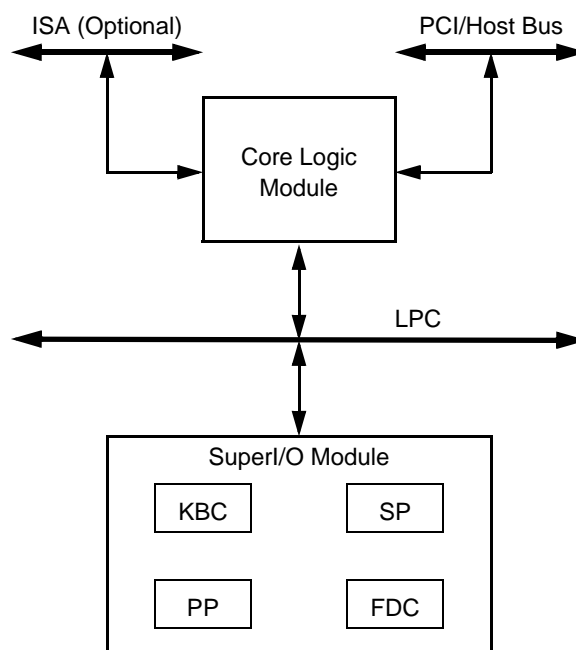 ISA (Optional)
PCI/Host Bus
Core Logic
Module
LPC
SuperI/O Module
KBC
SP
PP
FDC